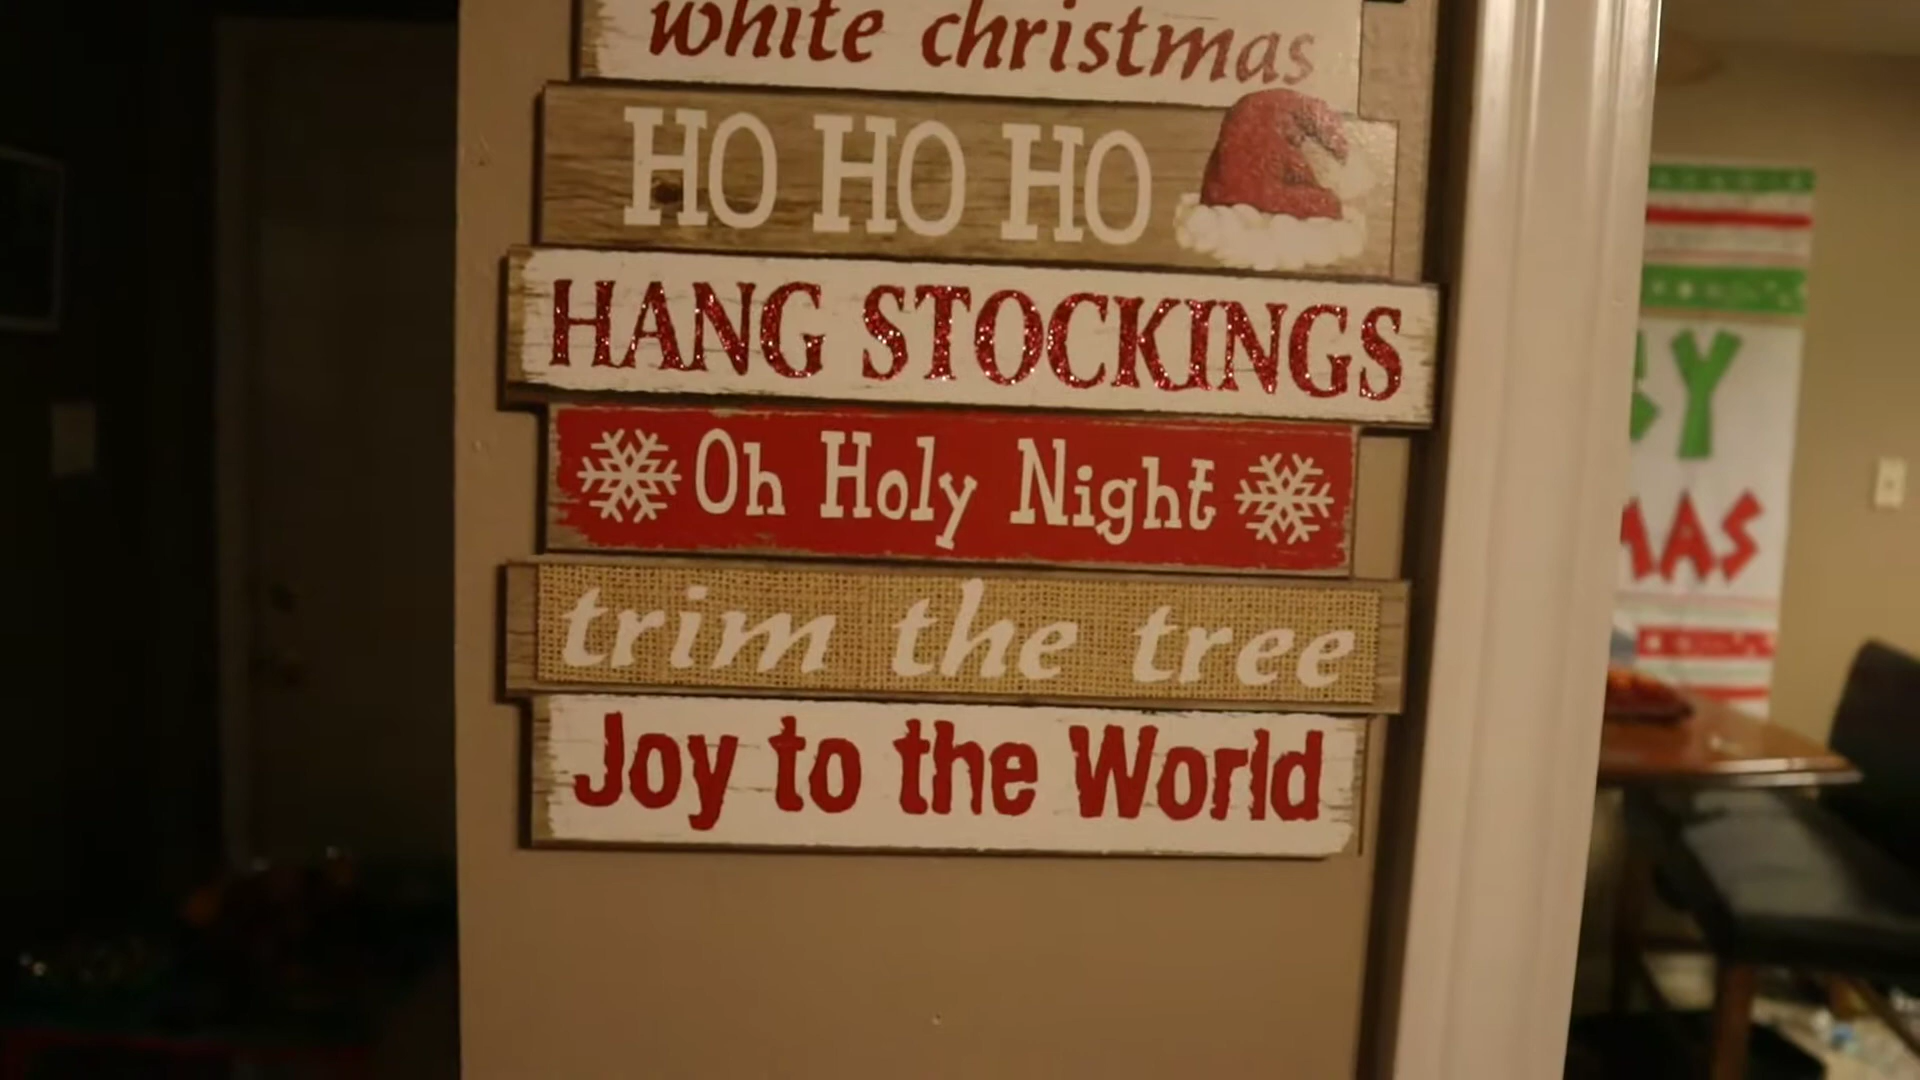 white christmas
HO HO HO
HANG STOCKINGS
Oh Holy Night
trim the tree
Joy to the World